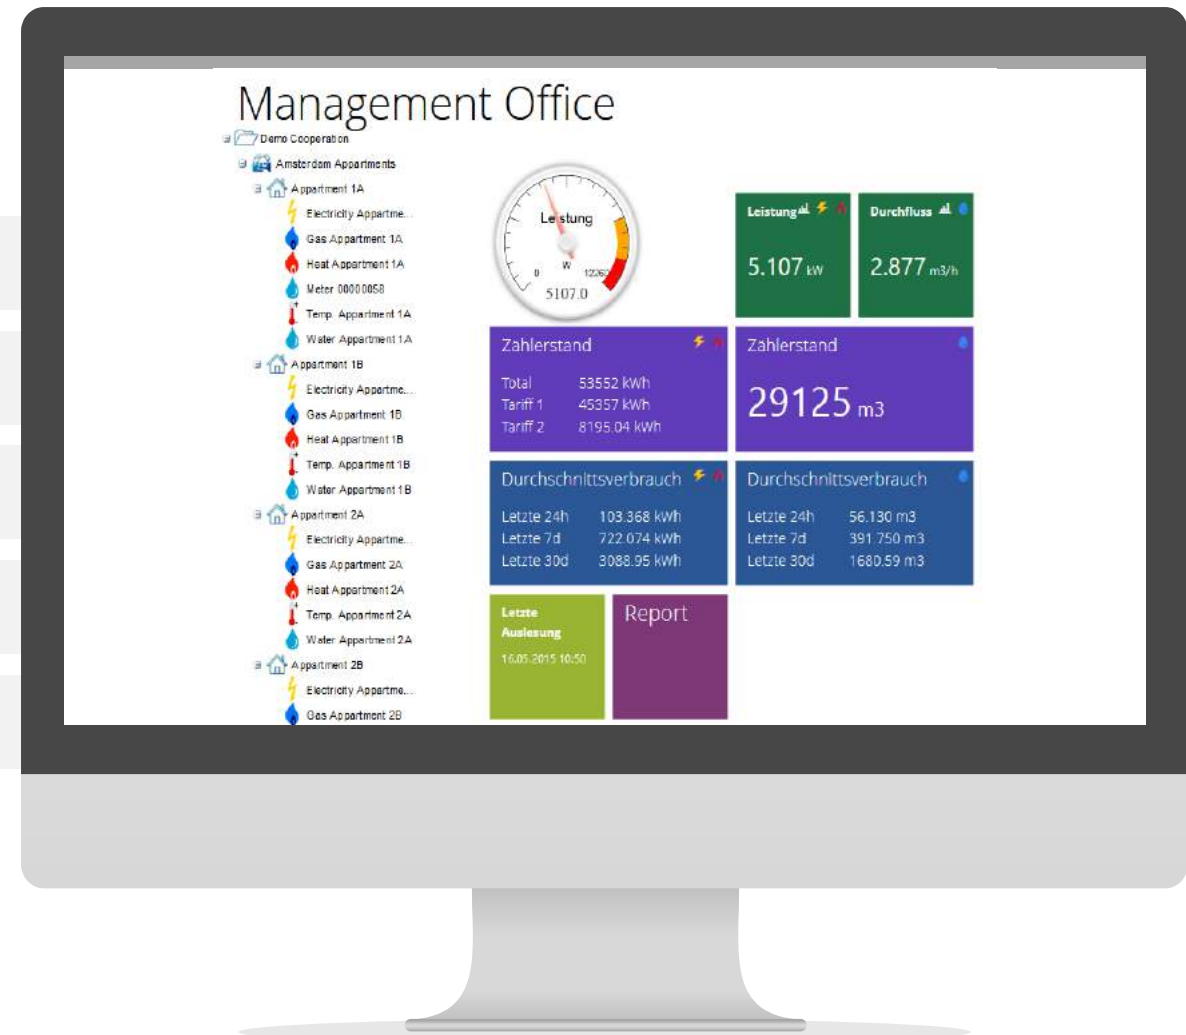 Management Office
Demo Cooperation
Amsterdam Appartments
Appartment 1A
Electricity Appartme...
Gas Appartment 1A
Heat Appartment 1A
Meter 00000058
Temp. Appartment 1A
Water Appartment 1A
Appartment 1B
Electricity Appartme...
Gas Appartment 1B
Heat Appartment 1B
Temp. Appartment 1B
Water Appartment 1B
Appartment 2A
Electricity Appartme...
Gas Appartment 2A
Heat Appartment 2A
Temp. Appartment 2A
Water Appartment 2A
Appartment 2B
Electricity Appartme...
Gas Appartment 2B
Leistung
0 W 12260
5107.0
Leistung
5.107 kW
Durchfluss
2.877 m3/h
Zahlerstand
Total 53552 kWh
Tariff 1 45357 kWh
Tariff 2 8195.04 kWh
Zahlerstand
29125 m3
Durchschnittsverbrauch
Letzte 24h 103.368 kWh
Letzte 7d 722.074 kWh
Letzte 30d 3088.95 kWh
Durchschnittsverbrauch
Letzte 24h 56.130 m3
Letzte 7d 391.750 m3
Letzte 30d 1680.59 m3
Letzte
Auslesung
16.05.2015 10:50
Report